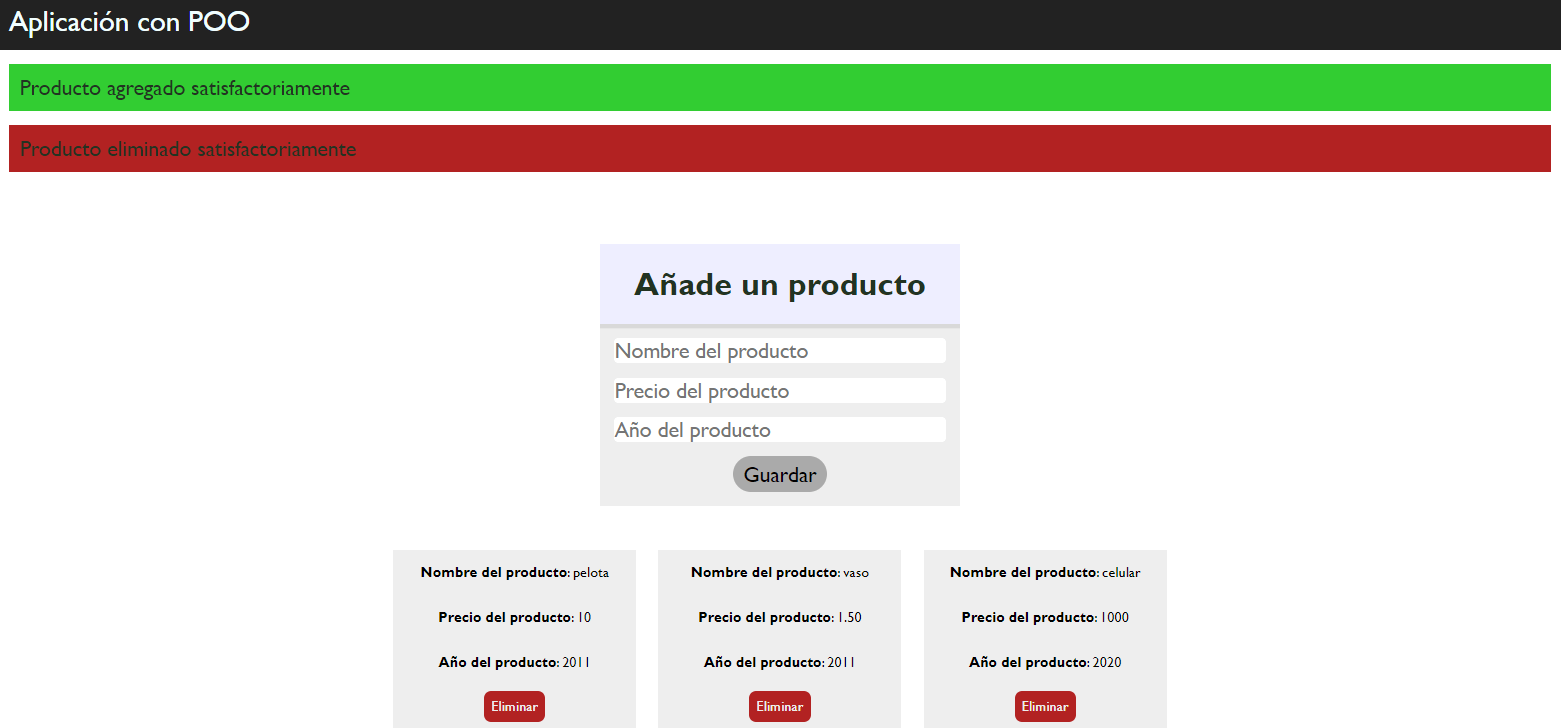 Aplicación con POO
Producto agregado satisfactoriamente
Producto eliminado satisfactoriamente
Añade un producto
Nombre del producto
Precio del producto
Año del producto
Guardar
Nombre del producto: pelota
Precio del producto: 10
Año del producto: 2011
Eliminar
Nombre del producto: vaso
Precio del producto: 1.50
Año del producto: 2011
Eliminar
Nombre del producto: celular
Precio del producto: 1000
Año del producto: 2020
Eliminar